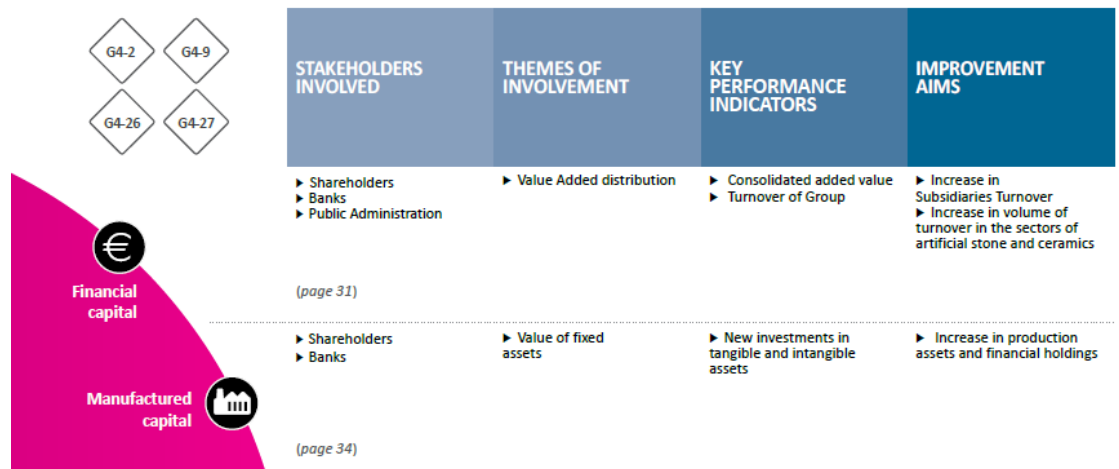 G4-2
G4-9
G4-26
G4-27
STAKEHOLDERS
INVOLVED
THEMES OF
INVOLVEMENT
KEY
PERFORMANCE
INDICATORS
IMPROVEMENT
AIMS
Financial
capital
▶ Shareholders
▶ Banks
▶ Public Administration
(page 31)
▶ Value Added distribution
▶ Consolidated added value
▶ Turnover of Group
▶ Increase in
Subsidiaries Turnover
▶ Increase in volume of
turnover in the sectors of
artificial stone and ceramics
Manufactured
capital
▶ Shareholders
▶ Banks
(page 34)
▶ Value of fixed
assets
▶ New investments in
tangible and intangible
assets
▶ Increase in production
assets and financial holdings